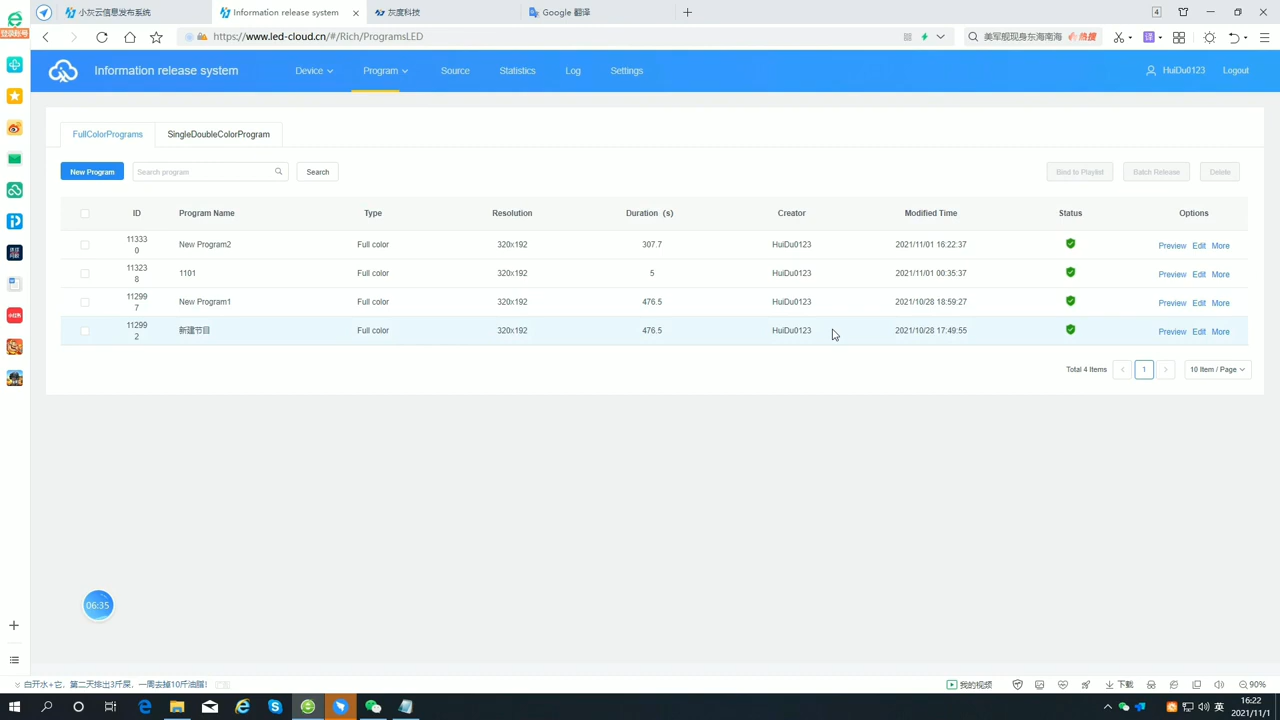 小灰云信息发布系统
Information release system
灰度科技
Google 翻译
4
登录账号
https://www.led-cloud.cn/#/Rich/ProgramsLED
美军舰现身东海南海
热搜
译
Information release system
Device
Program
Source
Statistics
Log
Settings
HuiDu0123
Logout
FullColorPrograms
SingleDoubleColorProgram
New Program
Search program
Search
Bind to Playlist
Batch Release
Delete
ID
Program Name
Type
Resolution
Duration（s）
Creator
Modified Time
Status
Options
113330
New Program2
Full color
320x192
307.7
HuiDu0123
2021/11/01 16:22:37
Preview Edit More
113238
1101
Full color
320x192
5
HuiDu0123
2021/11/01 00:35:37
Preview Edit More
112997
New Program1
Full color
320x192
476.5
HuiDu0123
2021/10/28 18:59:27
Preview Edit More
112992
新建节目
Full color
320x192
476.5
HuiDu0123
2021/10/28 17:49:55
Preview Edit More
Total 4 Items
1
10 Item / Page
06:35
白开水+它，第二天排出3斤屎，一周去掉10斤油腊!
我的视频
下载
90%
英
16:22
2021/11/1